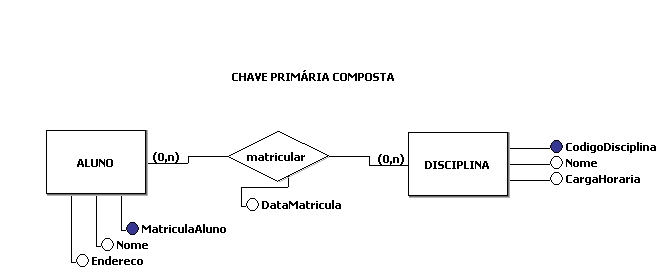 CHAVE PRIMÁRIA COMPOSTA
ALUNO
(0,n)
matricular
(0,n)
DISCIPLINA
CodigoDisciplina
Nome
CargaHoraria
DataMatricula
MatriculaAluno
Nome
Endereco